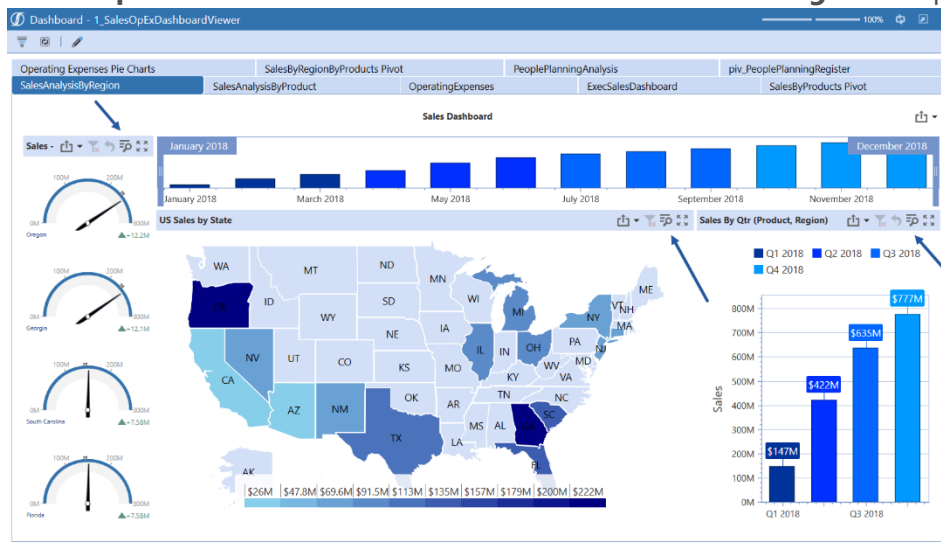 Dashboard - 1_SalesOpExDashboardViewer
100%
Operating Expenses Pie Charts
SalesByRegionByProducts Pivot
PeoplePlanningAnalysis
piv_PeoplePlanningRegister
SalesAnalysisByRegion
SalesAnalysisByProduct
OperatingExpenses
ExecSalesDashboard
SalesByProducts Pivot
Sales Dashboard
Sales -
January 2018
December 2018
January 2018
March 2018
May 2018
July 2018
September 2018
November 2018
100M
200M
0M
300M
Oregon
+12.2M
0M
Georgia
100M
200M
300M
+12.1M
100M
200M
0M
300M
South Carolina
+7.58M
100M
200M
0M
300M
Florida
+7.58M
US Sales by State
WA
MT
ND
MN
ME
OR
ID
WY
SD
WI
MI
NY
VT
NH
MA
NE
IA
PA
NJ
NV
UT
CO
KS
MO
IL
IN
OH
WV
MD
VA
KY
CA
AZ
NM
OK
AR
TN
NC
SC
TX
LA
MS
AL
GA
FL
AK
$26M
$47.8M
$69.6M
$91.5M
$113M
$135M
$157M
$179M
$200M
$222M
Sales By Qtr (Product, Region)
Q1 2018
Q2 2018
Q3 2018
Q4 2018
Sales
800M
700M
600M
500M
400M
300M
200M
100M
0M
$147M
$422M
$635M
$777M
Q1 2018
Q3 2018